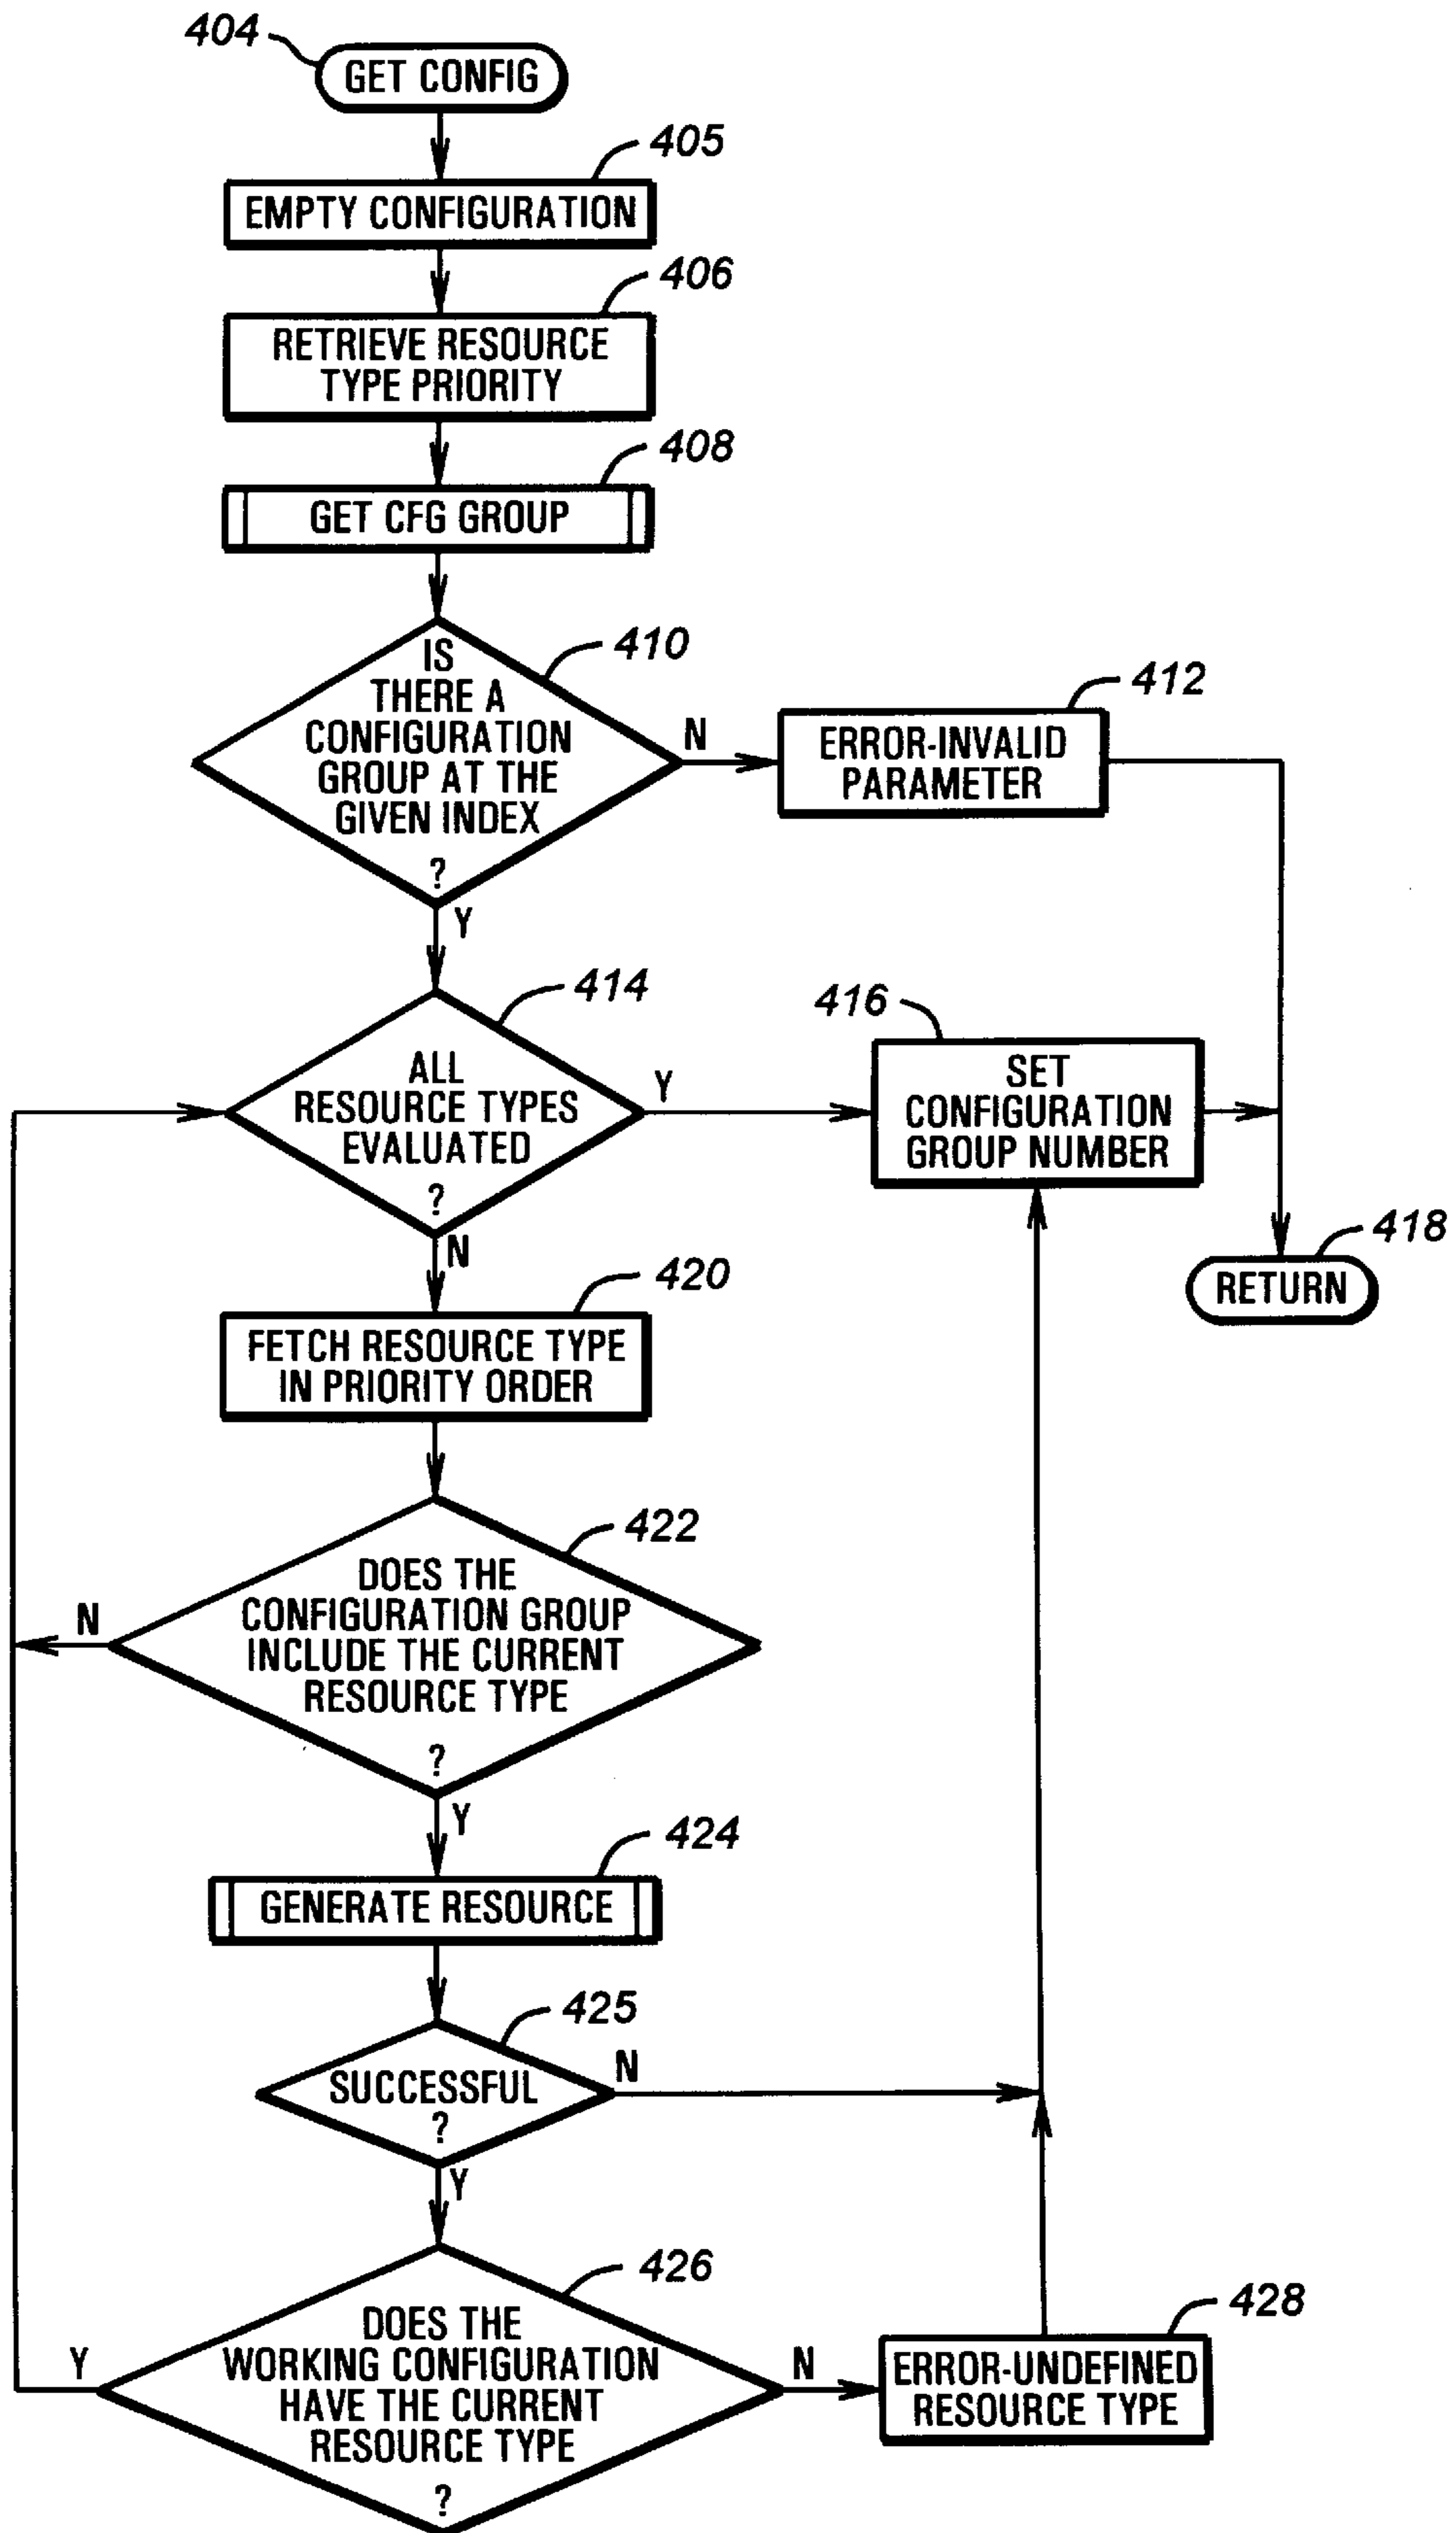 404
GET CONFIG
405
EMPTY CONFIGURATION
406
RETRIEVE RESOURCE
TYPE PRIORITY
408
GET CFG GROUP
410
IS
THERE A
CONFIGURATION
GROUP AT THE
GIVEN INDEX
?
N
412
ERROR-INVALID
PARAMETER
Y
414
ALL
RESOURCE TYPES
EVALUATED
?
Y
416
SET
CONFIGURATION
GROUP NUMBER
418
RETURN
N
420
FETCH RESOURCE TYPE
IN PRIORITY ORDER
422
DOES THE
CONFIGURATION GROUP
INCLUDE THE CURRENT
RESOURCE TYPE
?
N
Y
424
GENERATE RESOURCE
425
SUCCESSFUL
?
N
Y
426
DOES THE
WORKING CONFIGURATION
HAVE THE CURRENT
RESOURCE TYPE
?
Y
N
428
ERROR-UNDEFINED
RESOURCE TYPE